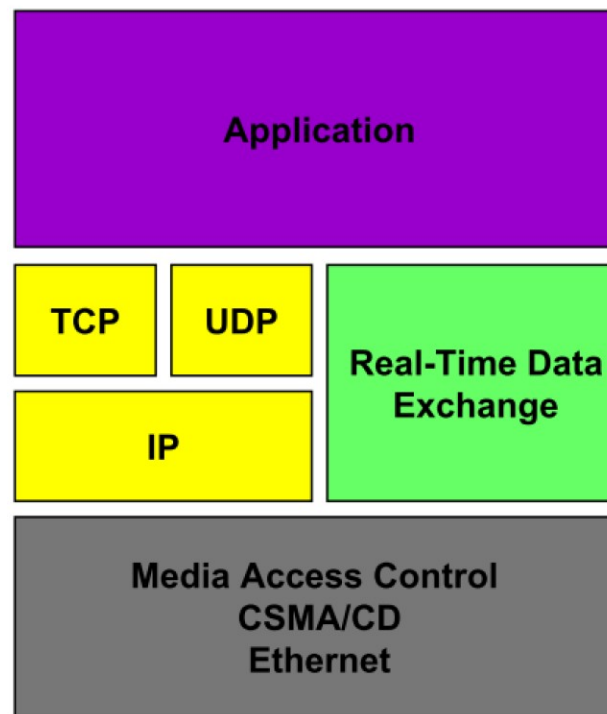 Application
TCP
UDP
Real-Time Data
Exchange
IP
Media Access Control
CSMA/CD
Ethernet